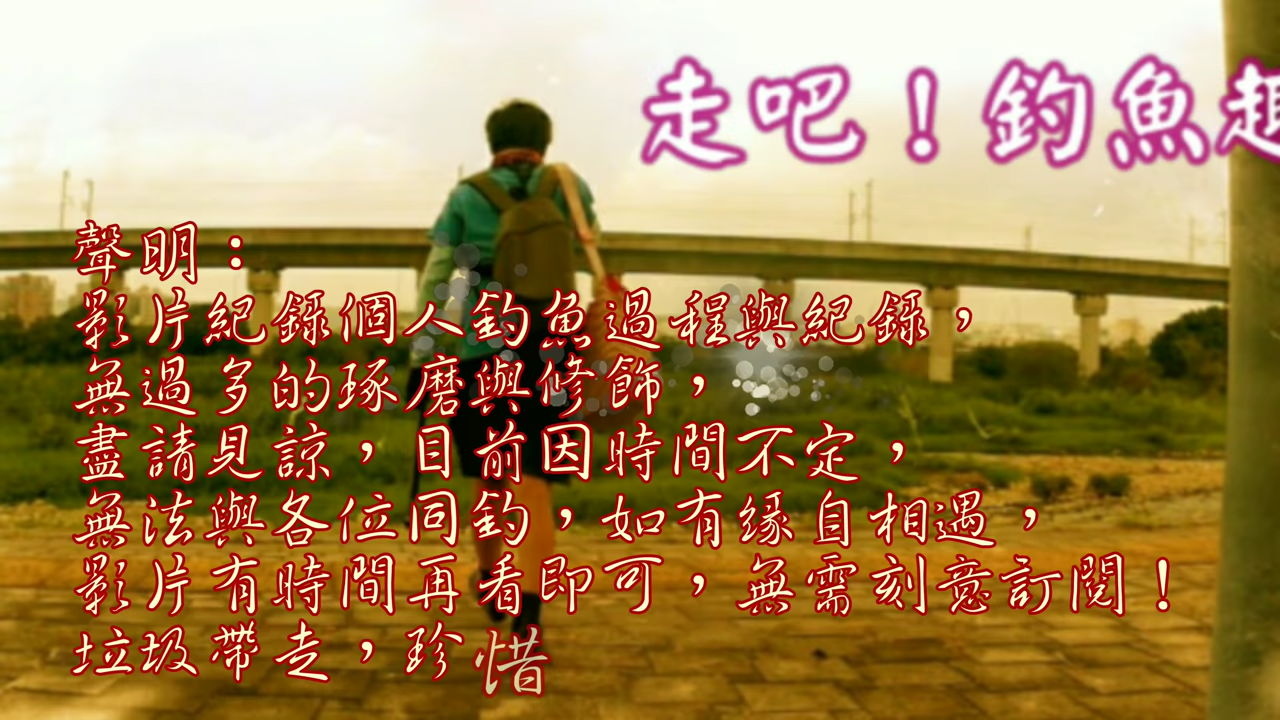 走吧！釣魚趣
聲明：
影片紀錄個人釣魚過程與紀錄，
無過多的琢磨與修飾，
盡請見諒，目前因時間不定，
無法與各位同釣，如有緣自相遇，
影片有時間再看即可，無需刻意訂閱！
垃圾帶走，珍惜